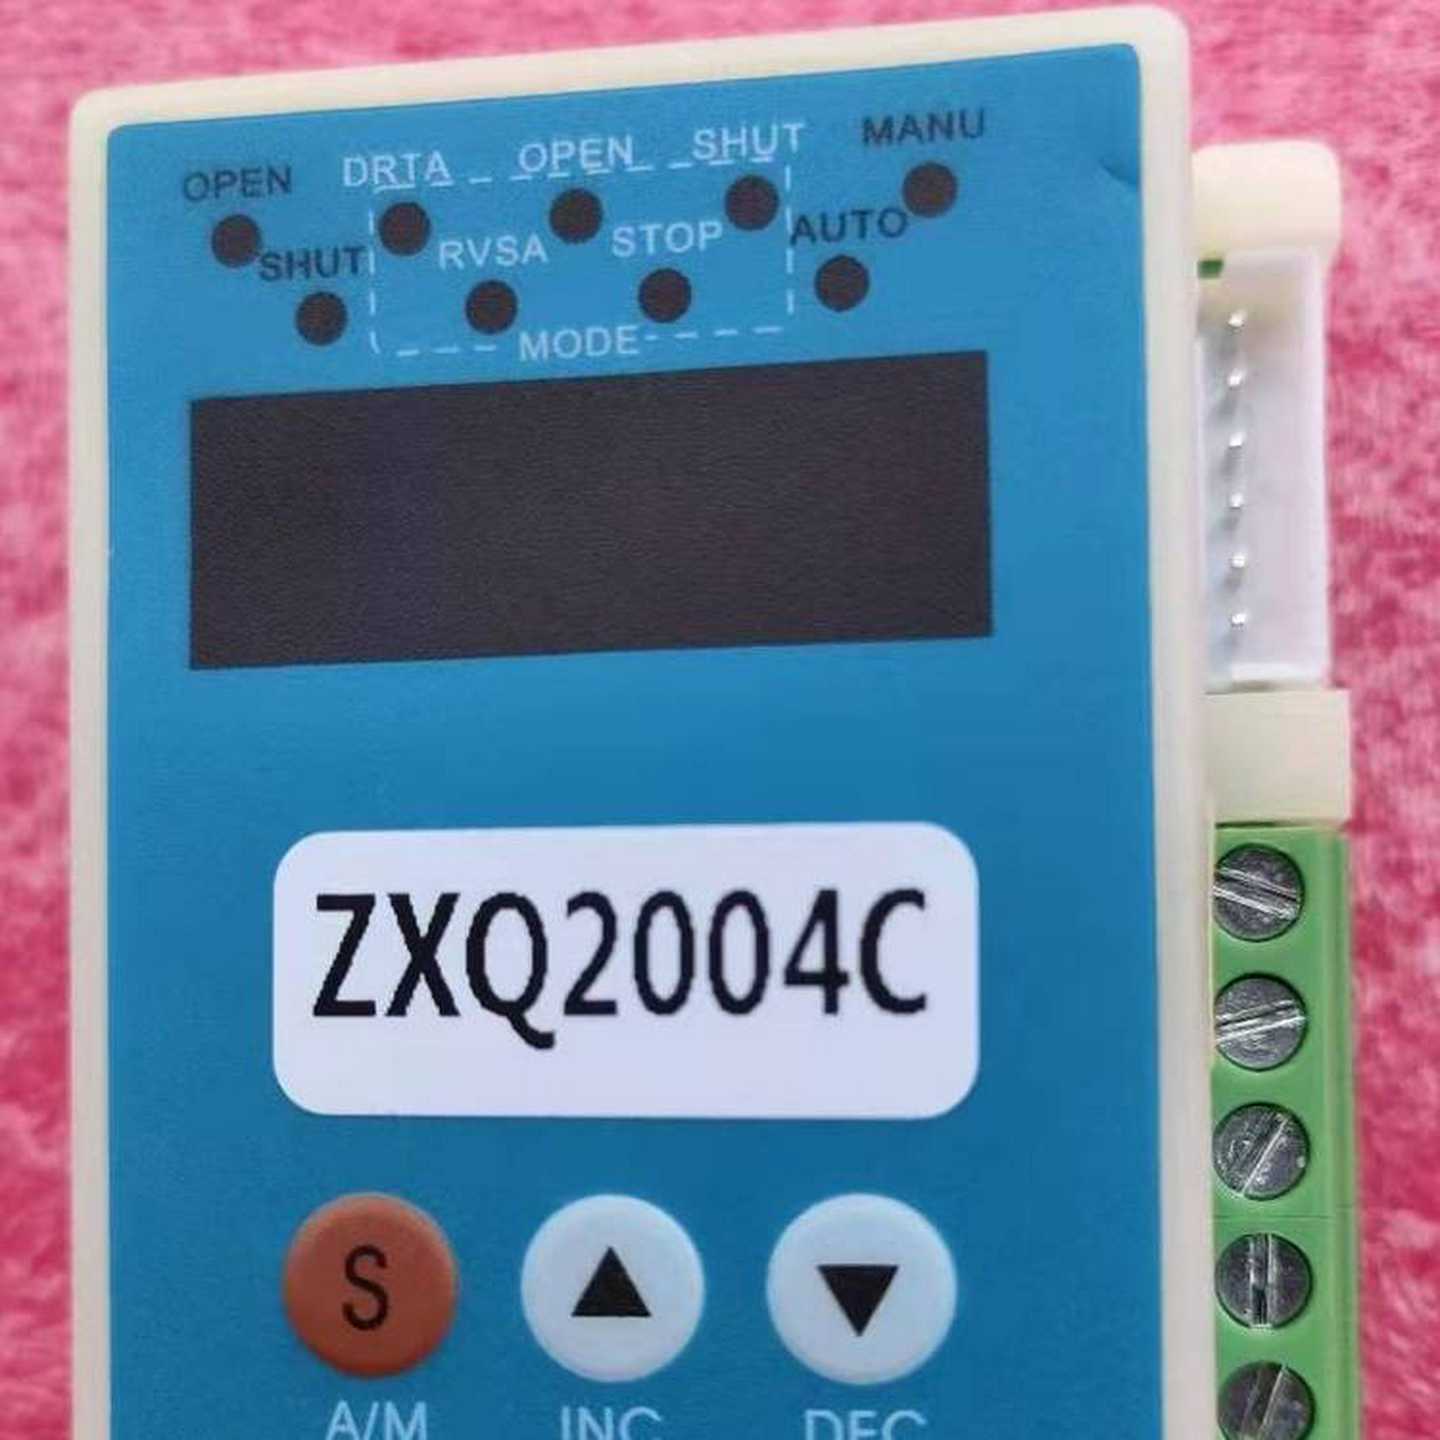 OPEN DRTA OPEN SHUT MANU
SHUT RVSA STOP AUTO
MODE
ZXQ2004C
S
A/M INC DEC